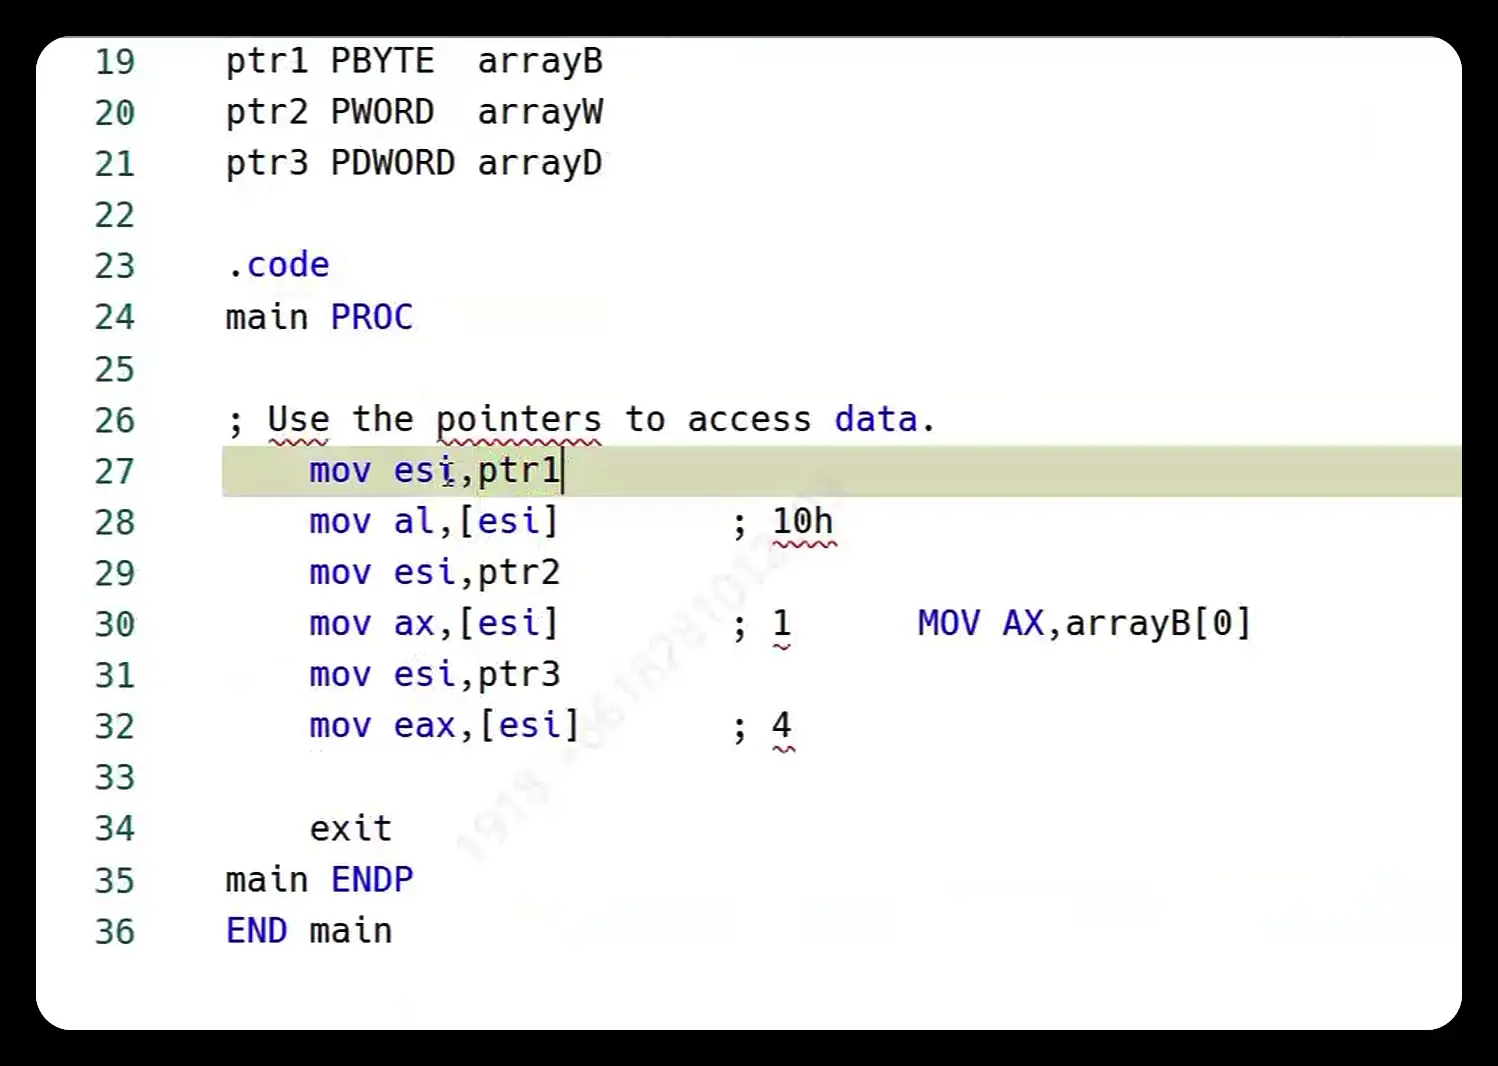 19 ptr1 PBYTE arrayB
20 ptr2 PWORD arrayW
21 ptr3 PDWORD arrayD
22
23 .code
24 main PROC
25
26 ; Use the pointers to access data.
27 mov esi,ptr1
28 mov al,[esi] ; 10h
29 mov esi,ptr2
30 mov ax,[esi] ; 1 MOV AX,arrayB[0]
31 mov esi,ptr3
32 mov eax,[esi] ; 4
33
34 exit
35 main ENDP
36 END main
1918